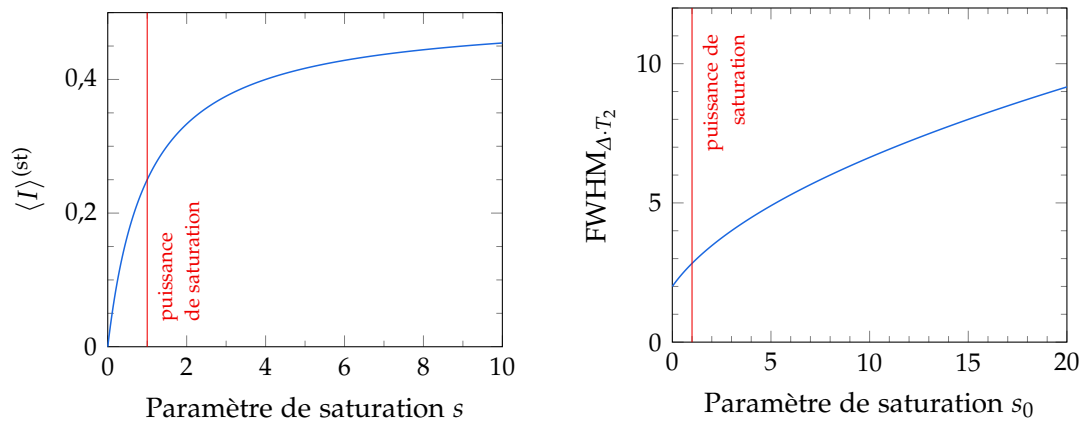 0,4
0,2
0
⟨I⟩(st)
puissance
de saturation
0 2 4 6 8 10
Paramètre de saturation s
10
5
0
FWHM_Δ·T₂
puissance de
saturation
0 5 10 15 20
Paramètre de saturation s₀